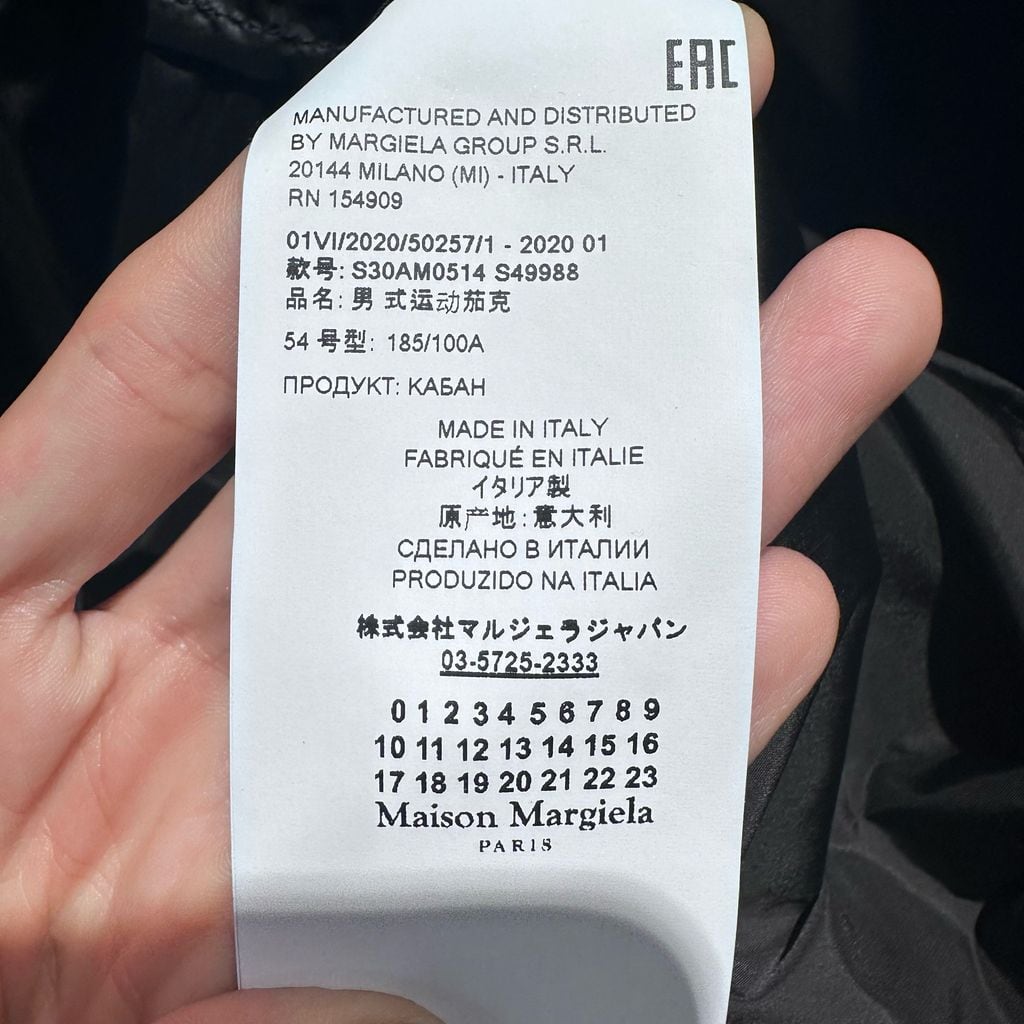 EAC
MANUFACTURED AND DISTRIBUTED
BY MARGIELA GROUP S.R.L.
20144 MILANO (MI) - ITALY
RN 154909
01VI/2020/50257/1 - 2020 01
款号: S30AM0514 S49988
品名: 男 式运动茄克
54 号型: 185/100A
ПРОДУКТ: КАБАН
MADE IN ITALY
FABRIQUÉ EN ITALIE
イタリア製
原产地: 意大利
СДЕЛАНО В ИТАЛИИ
PRODUZIDO NA ITALIA
株式会社マルジェラジャパン
03-5725-2333
0 1 2 3 4 5 6 7 8 9
10 11 12 13 14 15 16
17 18 19 20 21 22 23
Maison Margiela
PARIS